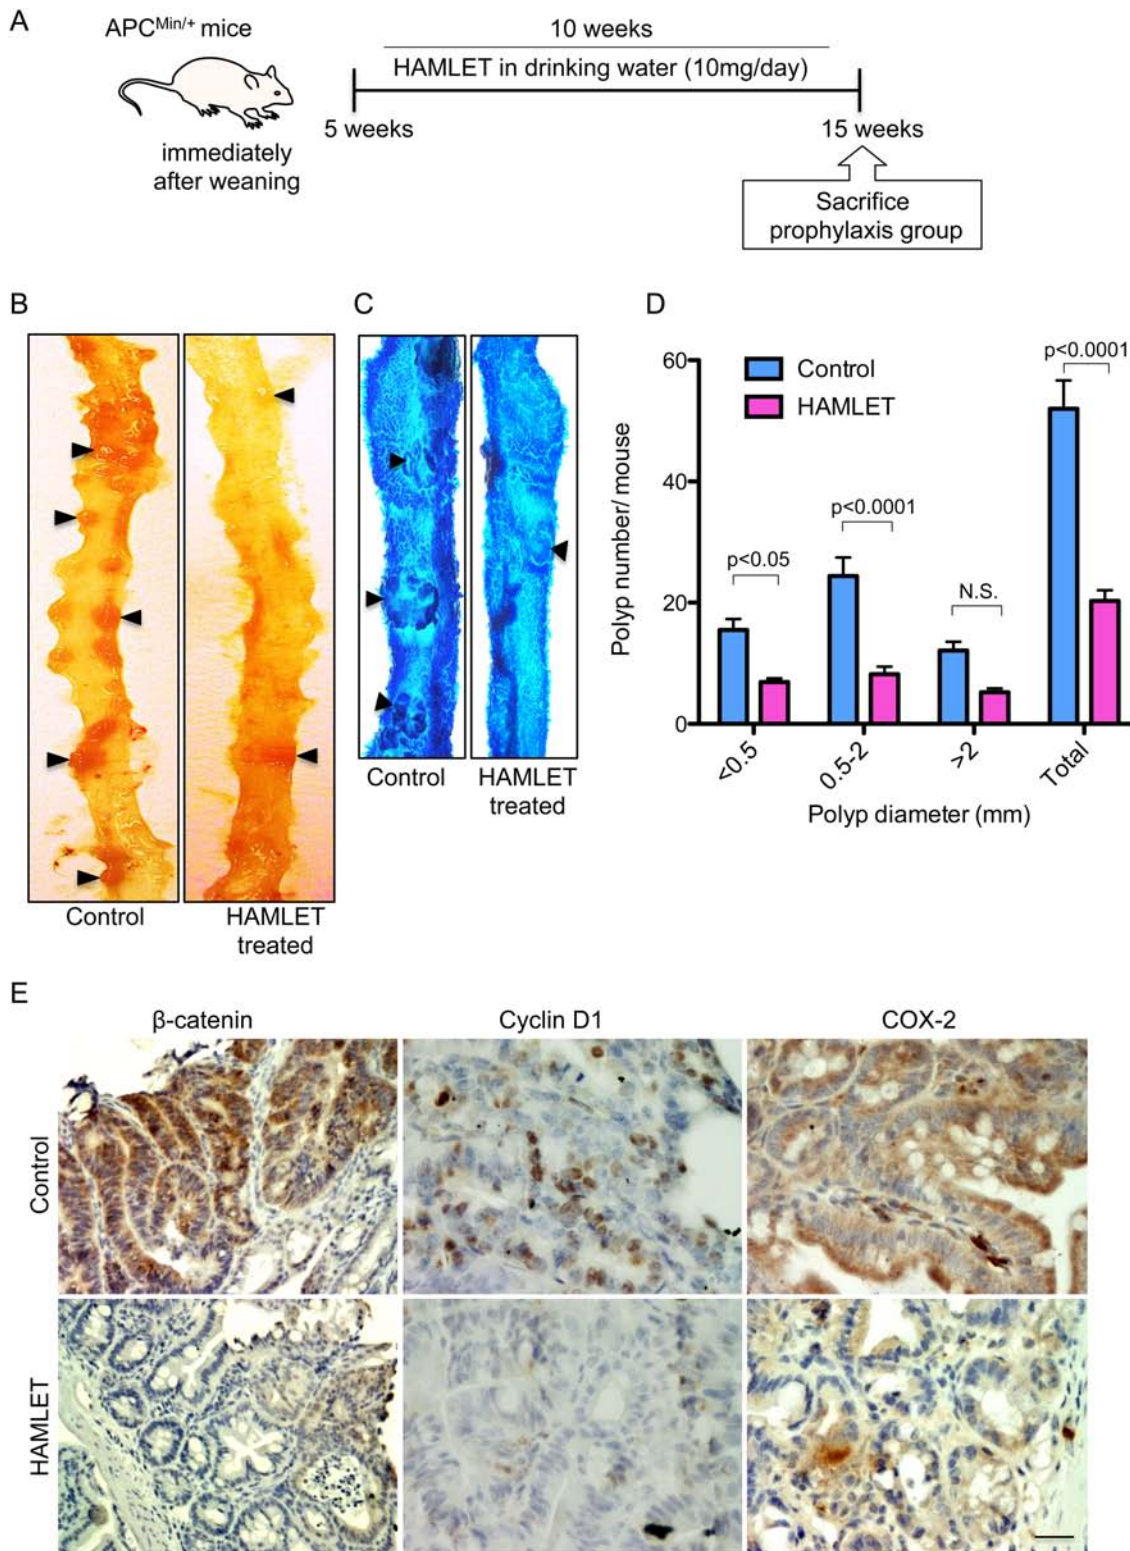 A
APC^Min/+ mice
10 weeks
HAMLET in drinking water (10mg/day)
5 weeks
15 weeks
immediately
after weaning
Sacrifice
prophylaxis group
B
Control
HAMLET
treated
C
Control
HAMLET
treated
D
Control
HAMLET
Polyp number/ mouse
60
40
20
0
p<0.05
p<0.0001
N.S.
p<0.0001
<0.5
0.5-2
>2
Total
Polyp diameter (mm)
E
β-catenin
Cyclin D1
COX-2
Control
HAMLET